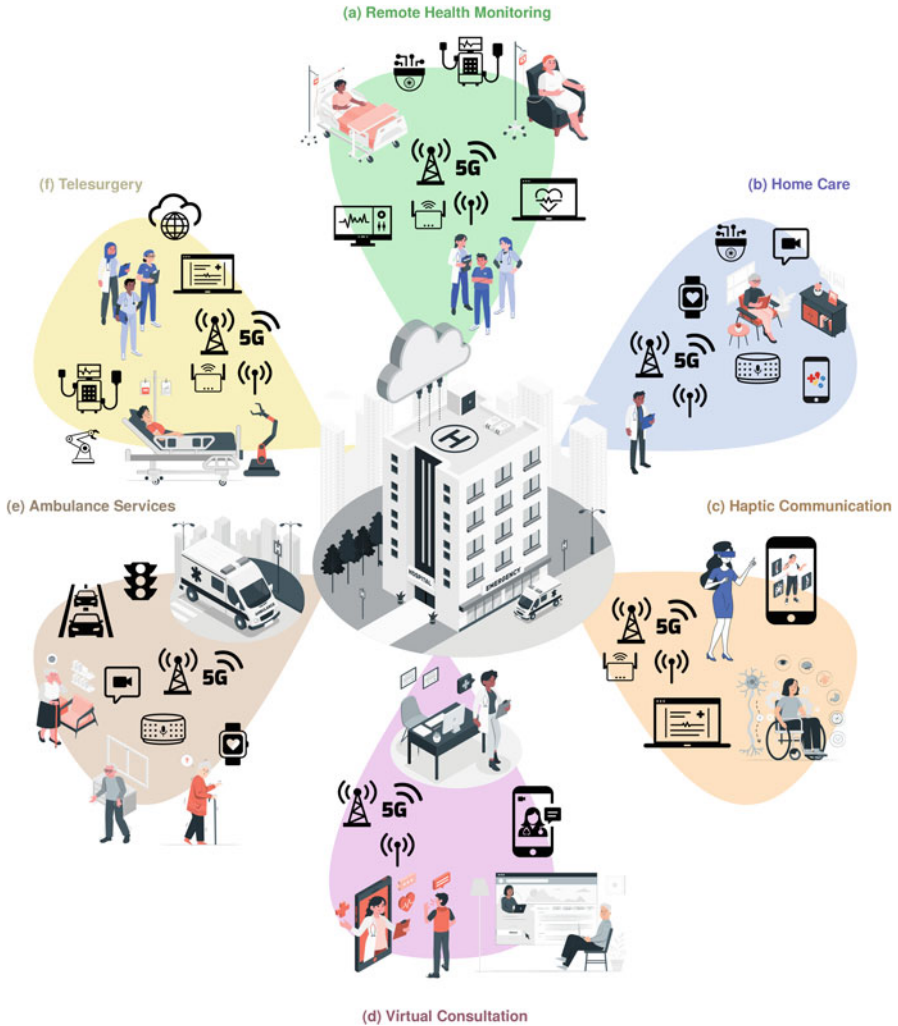 (a) Remote Health Monitoring
5G
(f) Telesurgery
(b) Home Care
5G
5G
H
(e) Ambulance Services
(c) Haptic Communication
HOSPITAL
EMERGENCY
5G
5G
5G
(d) Virtual Consultation